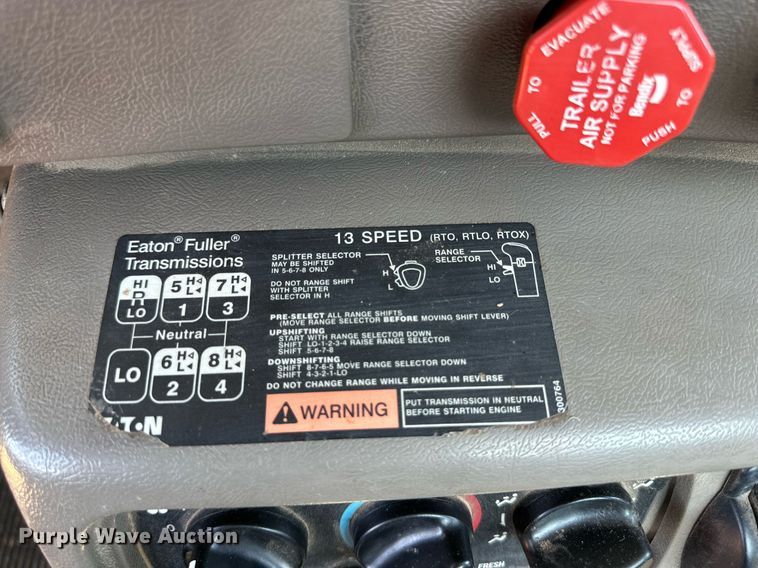 PULL TO EVACUATE
TRAILER
AIR SUPPLY
NOT FOR PARKING
Bendix
PUSH TO SUPPLY
Eaton® Fuller®
Transmissions
13 SPEED (RTO, RTLO, RTOX)
SPLITTER SELECTOR
MAY BE SHIFTED
IN 5-6-7-8 ONLY
DO NOT RANGE SHIFT
WITH SPLITTER
SELECTOR IN H
H
L
RANGE
SELECTOR
HI
LO
HI
R
LO
5 H
L
1
7 H
L
3
Neutral
LO
6 H
L
2
8 H
L
4
PRE-SELECT ALL RANGE SHIFTS
(MOVE RANGE SELECTOR BEFORE MOVING SHIFT LEVER)
UPSHIFTING
START WITH RANGE SELECTOR DOWN
SHIFT LO-1-2-3-4 RAISE RANGE SELECTOR
SHIFT 5-6-7-8
DOWNSHIFTING
SHIFT 8-7-6-5 MOVE RANGE SELECTOR DOWN
SHIFT 4-3-2-1-LO
DO NOT CHANGE RANGE WHILE MOVING IN REVERSE
WARNING
PUT TRANSMISSION IN NEUTRAL
BEFORE STARTING ENGINE
300764
FRESH
Purple Wave Auction